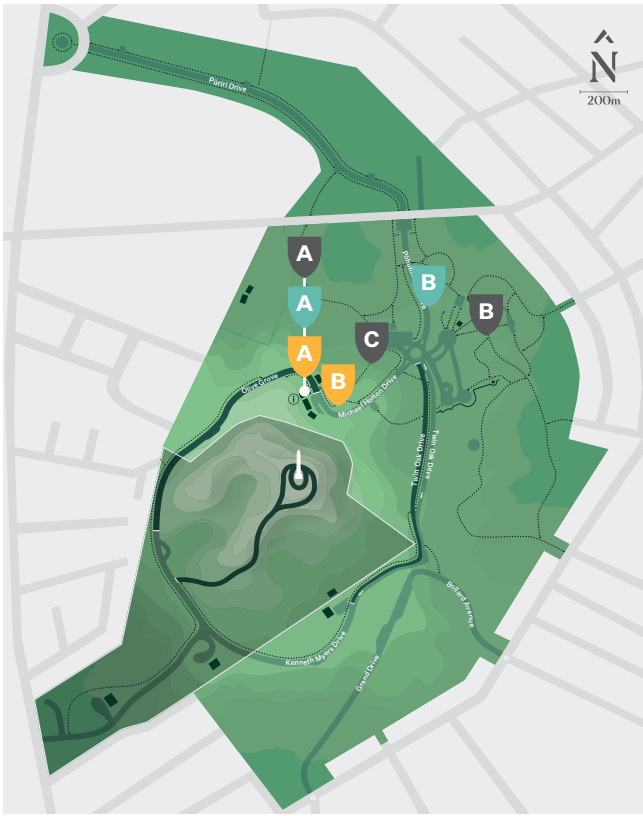 N
200m
Puriri Drive
A
A
B
B
C
A
B
Olive Grove
Michael Horton Drive
Twin Oak Drive
Twin Oak Drive
Bollard Avenue
Kenneth Myers Drive
Grand Drive